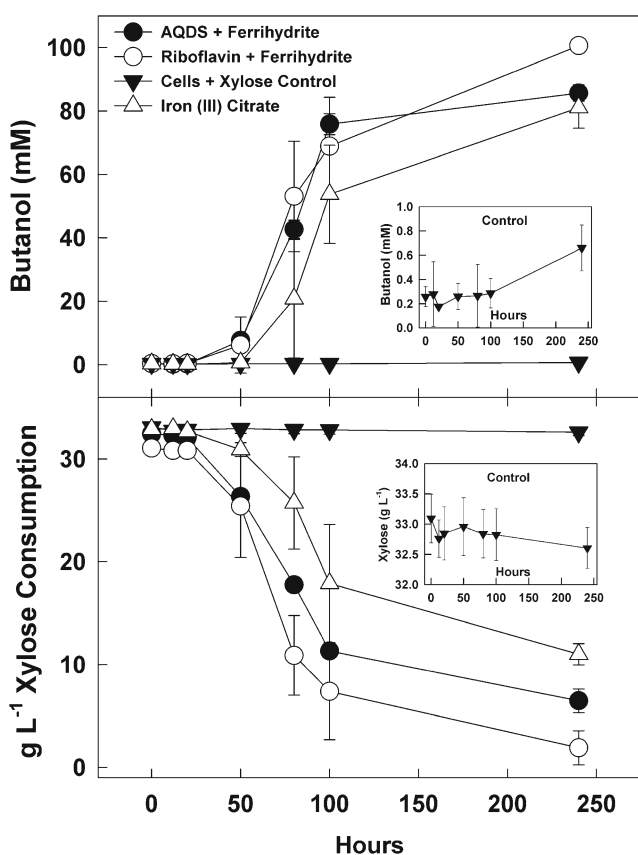 AQDS + Ferrihydrite
Riboflavin + Ferrihydrite
Cells + Xylose Control
Iron (III) Citrate
Butanol (mM)
100
80
60
40
20
0
Control
Butanol (mM)
1.0
0.8
0.6
0.4
0.2
0.0
Hours
0 50 100 150 200 250
g L-1 Xylose Consumption
30
20
10
0
Control
Xylose (g L-1)
34.0
33.5
33.0
32.5
32.0
Hours
0 50 100 150 200 250
0 50 100 150 200 250
Hours